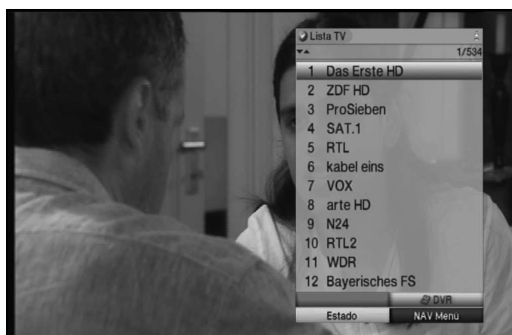 Lista TV
1/534
1 Das Erste HD
2 ZDF HD
3 ProSieben
4 SAT.1
5 RTL
6 kabel eins
7 VOX
8 arte HD
9 N24
10 RTL2
11 WDR
12 Bayerisches FS
DVR
Estado NAV Menú